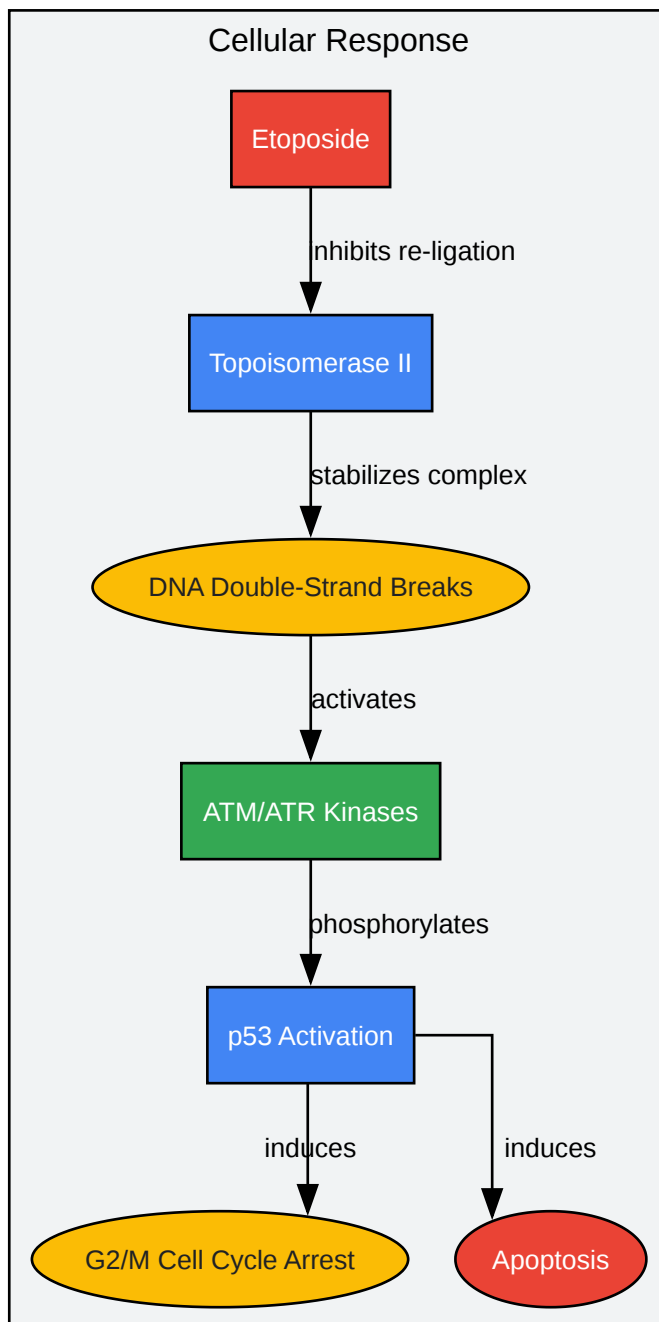 Cellular Response
Etoposide
inhibits re-ligation
Topoisomerase II
stabilizes complex
DNA Double-Strand Breaks
activates
ATM/ATR Kinases
phosphorylates
p53 Activation
induces
induces
G2/M Cell Cycle Arrest
Apoptosis